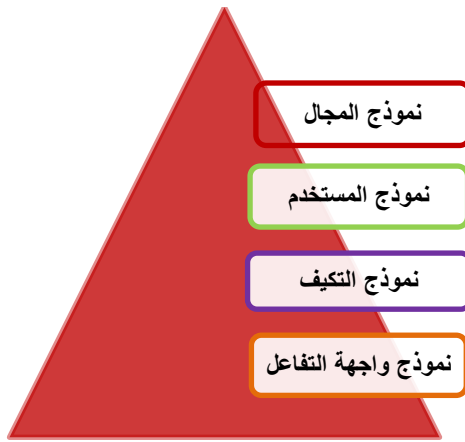 نموذج المجال
نموذج المستخدم
نموذج التكيف
نموذج واجهة التفاعل